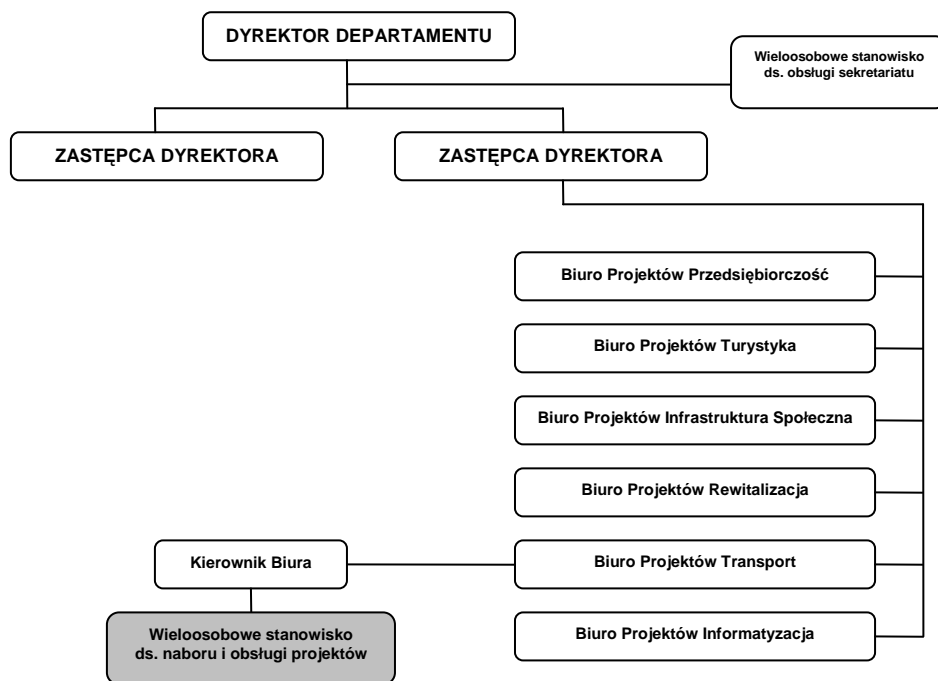 DYREKTOR DEPARTAMENTU
Wieloosobowe stanowisko
ds. obsługi sekretariatu
ZASTĘPCA DYREKTORA
ZASTĘPCA DYREKTORA
Biuro Projektów Przedsiębiorczość
Biuro Projektów Turystyka
Biuro Projektów Infrastruktura Społeczna
Biuro Projektów Rewitalizacja
Kierownik Biura
Biuro Projektów Transport
Wieloosobowe stanowisko
ds. naboru i obsługi projektów
Biuro Projektów Informatyzacja